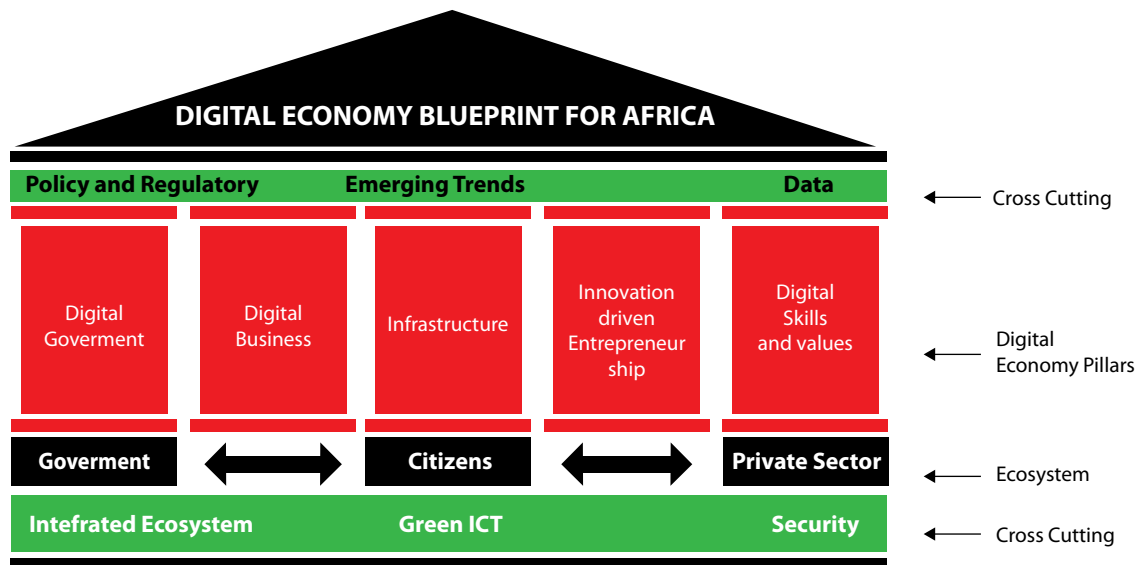 DIGITAL ECONOMY BLUEPRINT FOR AFRICA
Policy and Regulatory
Emerging Trends
Data
Cross Cutting
Digital
Goverment
Digital
Business
Infrastructure
Innovation
driven
Entrepreneur
ship
Digital
Skills
and values
Digital
Economy Pillars
Goverment
Citizens
Private Sector
Ecosystem
Intefrated Ecosystem
Green ICT
Security
Cross Cutting